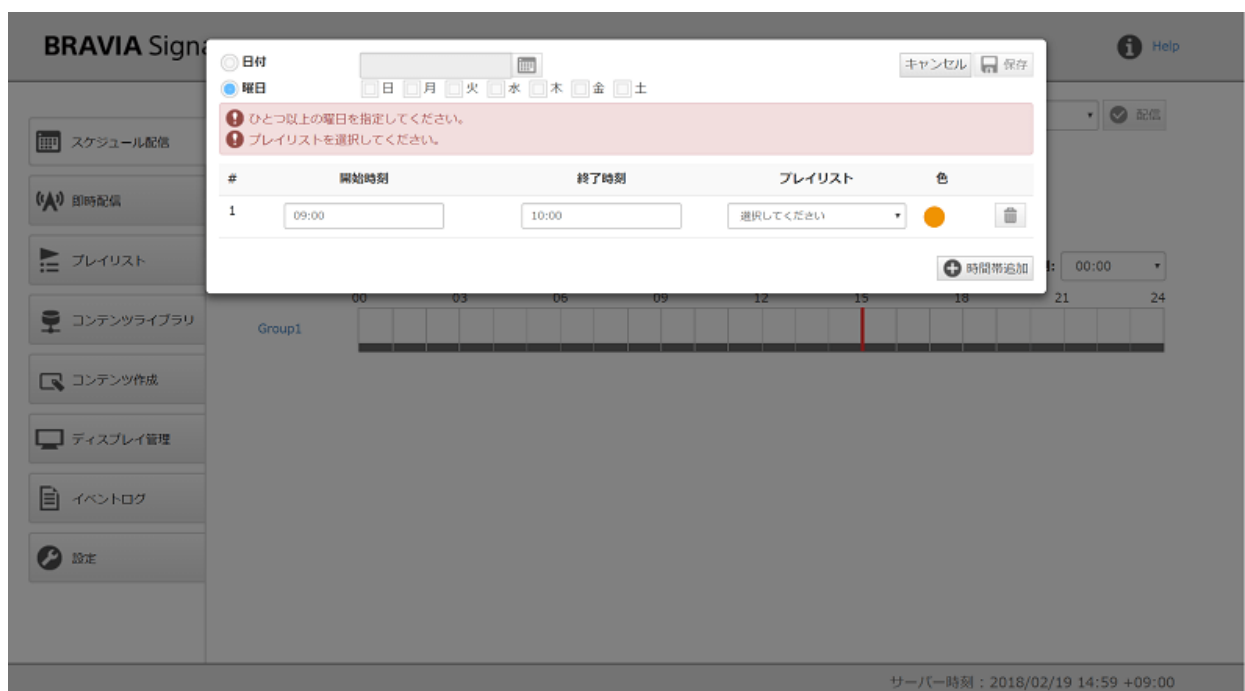 BRAVIA Signa
Help
日付
キャンセル 保存
曜日 日 月 火 水 木 金 土
ひとつ以上の曜日を指定してください。
プレイリストを選択してください。
配信
# 開始時刻 終了時刻 プレイリスト 色
1 09:00 10:00 選択してください
時間帯追加
00:00
スケジュール配信
即時配信
プレイリスト
コンテンツライブラリ
コンテンツ作成
ディスプレイ管理
イベントログ
設定
00 03 06 09 12 15 18 21 24
Group1
サーバー時刻 : 2018/02/19 14:59 +09:00